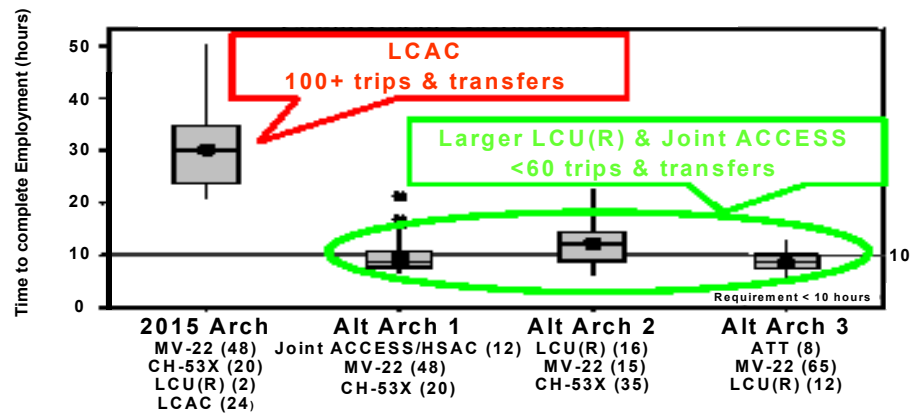 Time to complete Employment (hours)
50
40
30
20
10
0
LCAC
100+ trips & transfers
Larger LCU(R) & Joint ACCESS
<60 trips & transfers
10
Requirement < 10 hours
2015 Arch
MV-22 (48)
CH-53X (20)
LCU(R) (2)
LCAC (24)
Alt Arch 1
Joint ACCESS/HSAC (12)
MV-22 (48)
CH-53X (20)
Alt Arch 2
LCU(R) (16)
MV-22 (15)
CH-53X (35)
Alt Arch 3
ATT (8)
MV-22 (65)
LCU(R) (12)